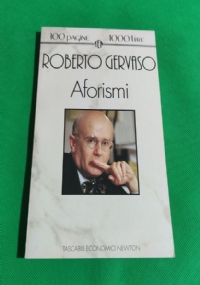 100 PAGINE 1000 LIRE
ROBERTO GERVASO
Aforismi
TASCABILI ECONOMICI NEWTON